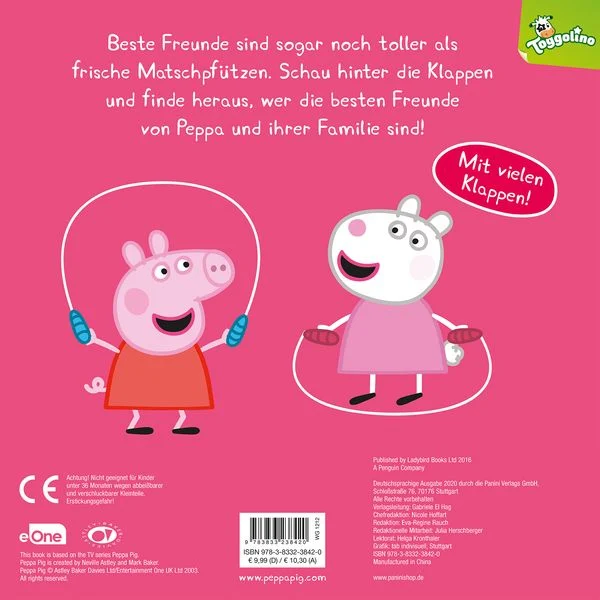 Toggolino
Beste Freunde sind sogar noch toller als
frische Matschpfützen. Schau hinter die Klappen
und finde heraus, wer die besten Freunde
von Peppa und ihrer Familie sind!
Mit vielen
Klappen!
CE
Achtung! Nicht geeignet für Kinder
unter 36 Monaten wegen abbeißbarer
und verschluckbarer Kleinteile.
Erstickungsgefahr!
eOne
This book is based on the TV series Peppa Pig.
Peppa Pig is created by Neville Astley and Mark Baker.
Peppa Pig © Astley Baker Davies Ltd/Entertainment One UK Ltd 2003.
All rights reserved.
9 783833 238420
WG 1212
ISBN 978-3-8332-3842-0
€ 9,99 (D) / € 10,30 (A)
www.peppapig.com
Published by Ladybird Books Ltd 2018
A Penguin Company
Deutschsprachige Ausgabe 2020 durch die Panini Verlags GmbH,
Schloßstraße 76, 70176 Stuttgart
Alle Rechte vorbehalten
Verlagsleitung: Gabriele El Hag
Chefredaktion: Nicole Hoffart
Redaktion: Eva-Regine Rauch
Redaktionelle Mitarbeit: Julia Herschberger
Lektorat: Helga Kronthaler
Grafik: tab indivisuell, Stuttgart
Manufactured in China
www.paninishop.de